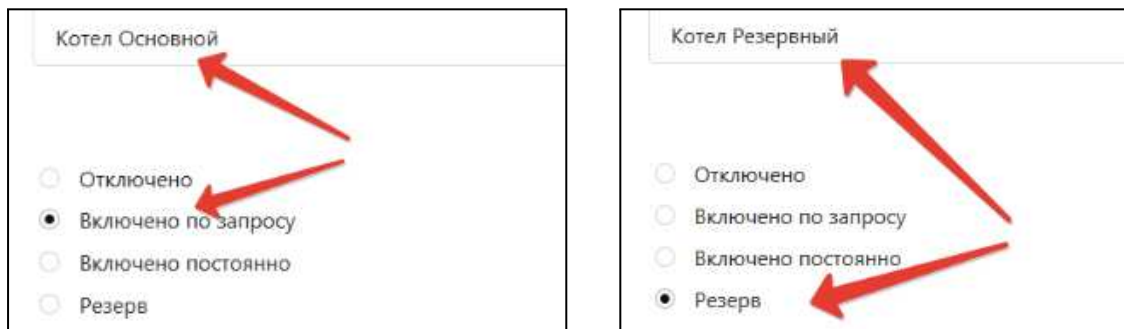 Котел Основной
Отключено
Включено по запросу
Включено постоянно
Резерв
Котел Резервный
Отключено
Включено по запросу
Включено постоянно
Резерв